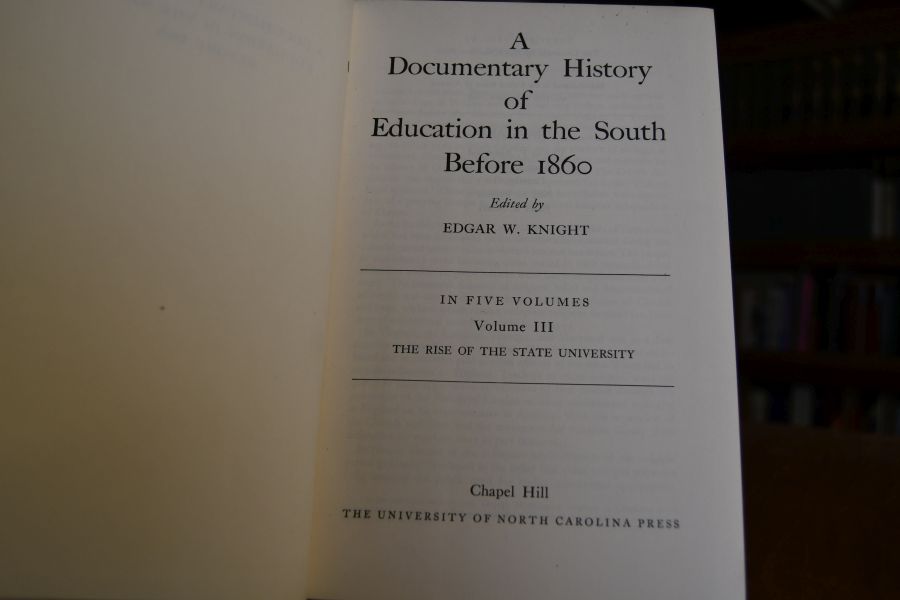 A
Documentary History
of
Education in the South
Before 1860
Edited by
EDGAR W. KNIGHT
IN FIVE VOLUMES
Volume III
THE RISE OF THE STATE UNIVERSITY
Chapel Hill
THE UNIVERSITY OF NORTH CAROLINA PRESS